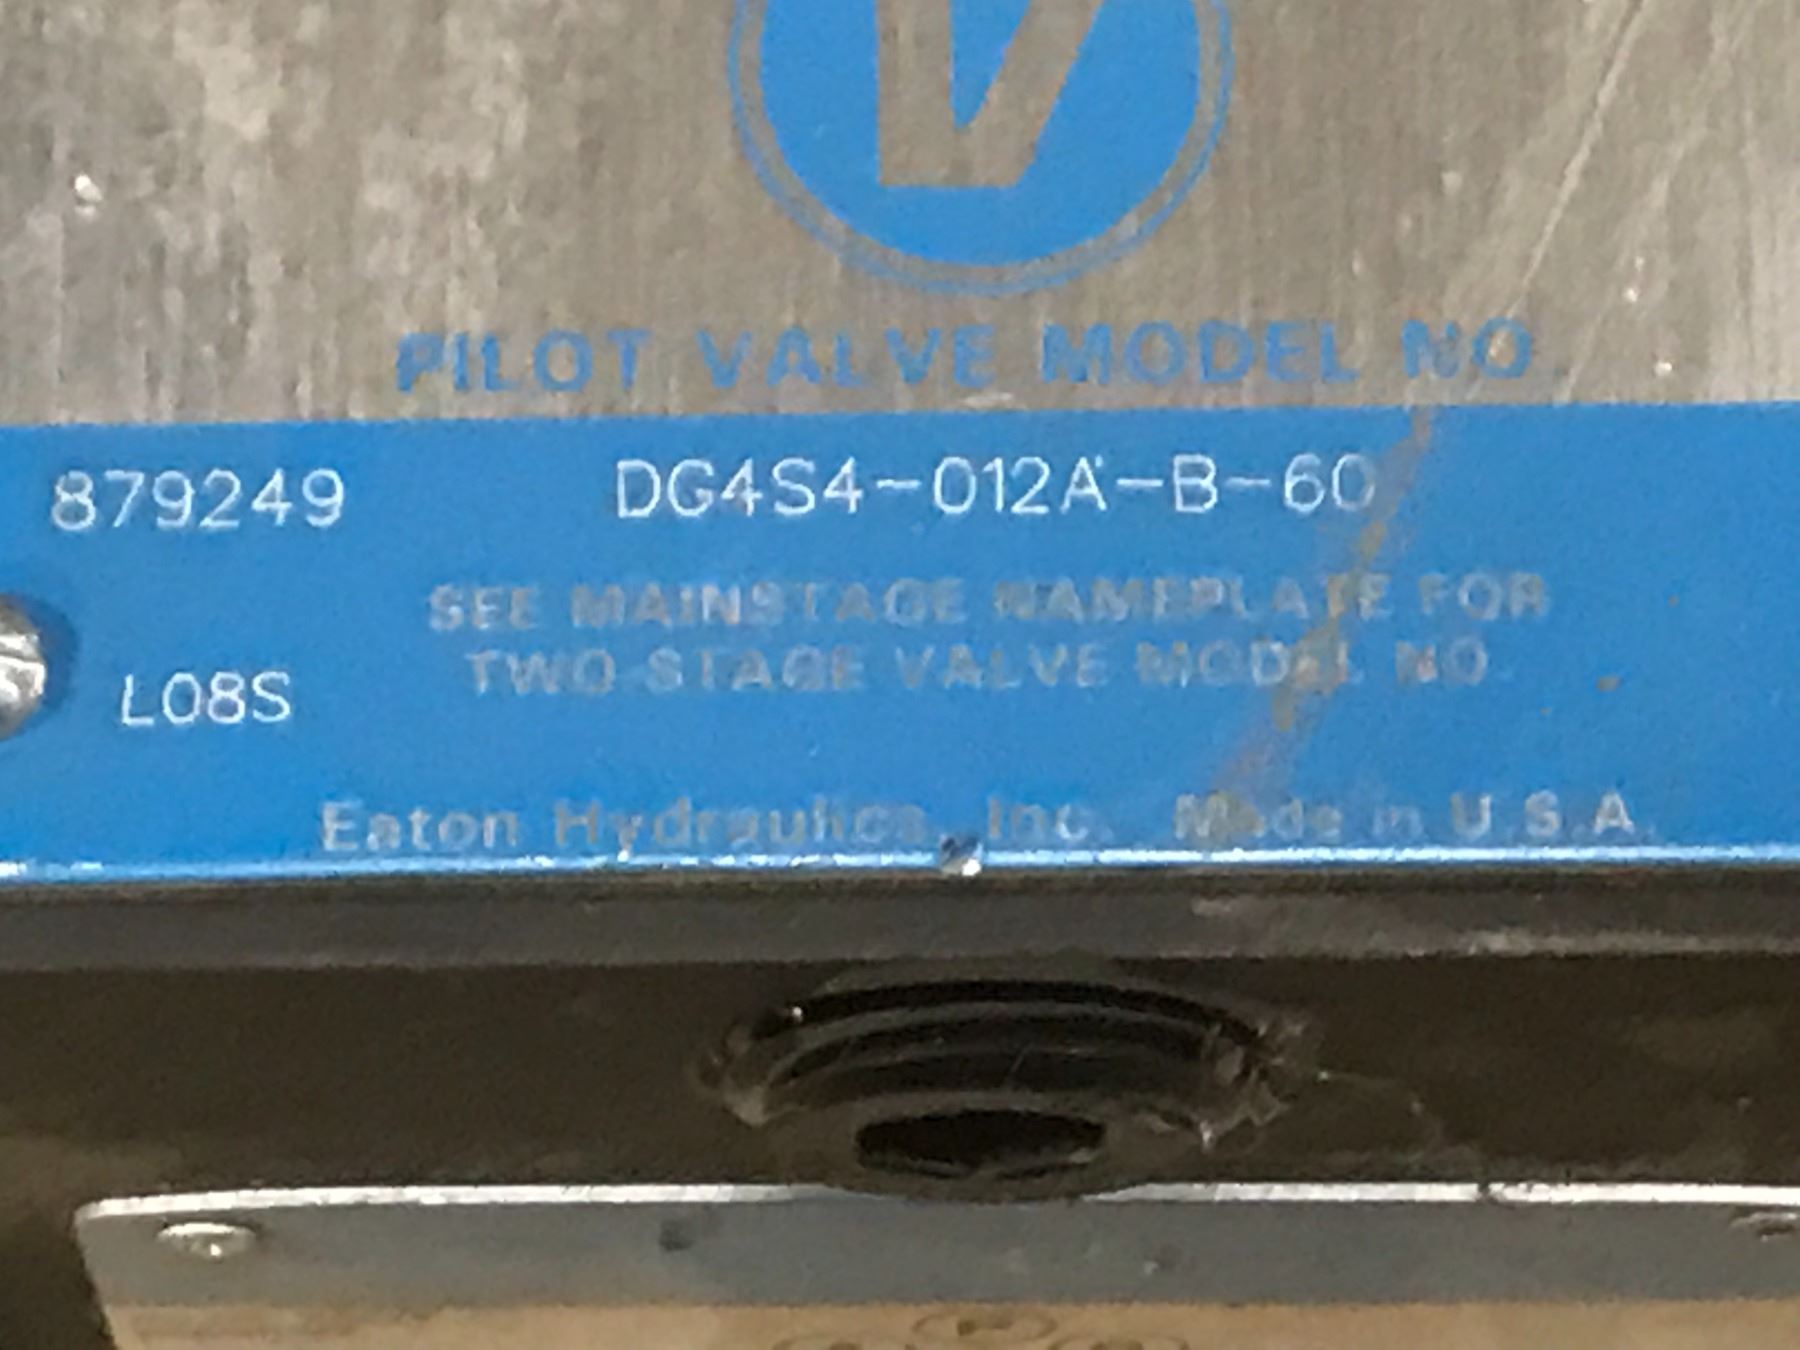 V
PILOT VALVE MODEL NO.
879249 DG4S4-012A-B-60
SEE MAINSTAGE NAMEPLATE FOR
TWO-STAGE VALVE MODEL NO.
L08S
Eaton Hydraulics, Inc. Made in U.S.A.